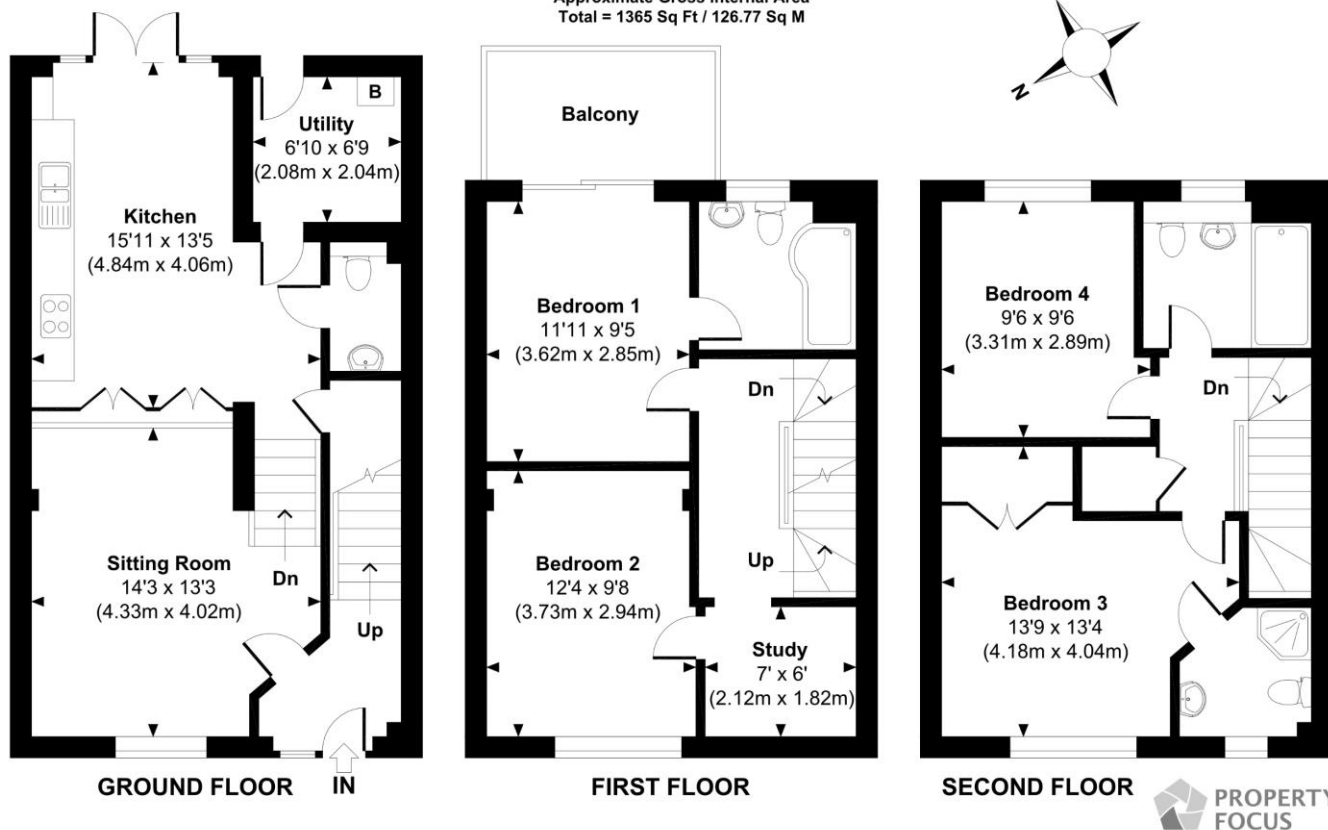 Approximate Gross Internal Area
Total = 1365 Sq Ft / 126.77 Sq M
N
B
Utility
6'10 x 6'9
(2.08m x 2.04m)
Kitchen
15'11 x 13'5
(4.84m x 4.06m)
Sitting Room
14'3 x 13'3
(4.33m x 4.02m)
Dn
Up
GROUND FLOOR
IN
Balcony
Bedroom 1
11'11 x 9'5
(3.62m x 2.85m)
Dn
Bedroom 2
12'4 x 9'8
(3.73m x 2.94m)
Up
Study
7' x 6'
(2.12m x 1.82m)
FIRST FLOOR
Bedroom 4
9'6 x 9'6
(3.31m x 2.89m)
Dn
Bedroom 3
13'9 x 13'4
(4.18m x 4.04m)
SECOND FLOOR
PROPERTY
FOCUS